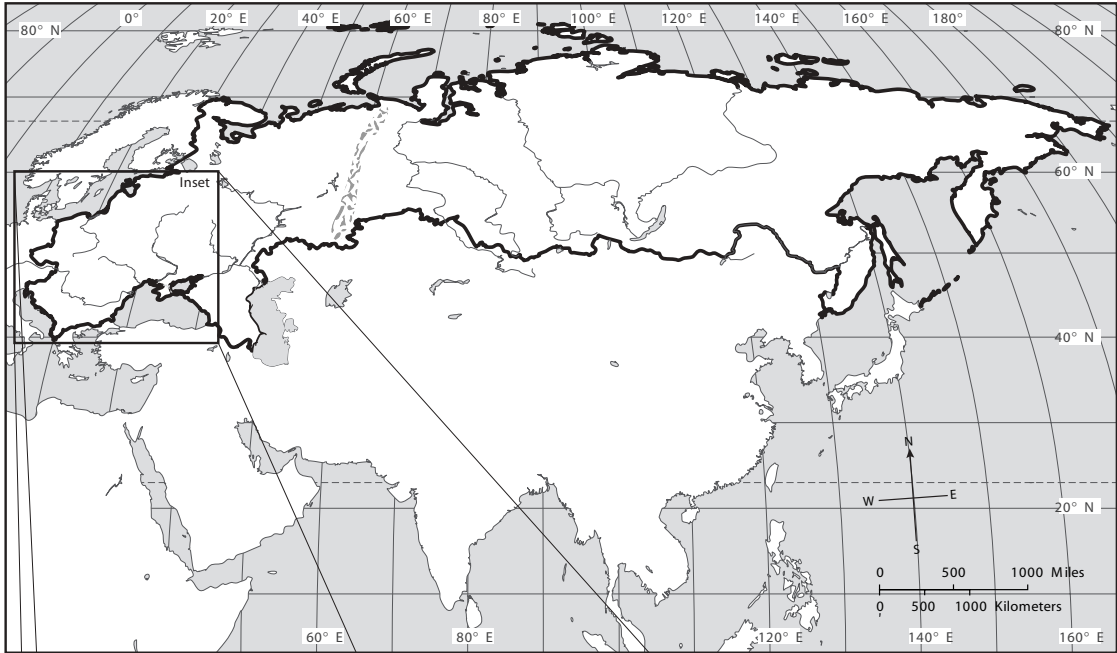 0° 20° E 40° E 60° E 80° E 100° E 120° E 140° E 160° E 180°
80° N 80° N
60° N
Inset
40° N
N
W E
20° N
S
0 500 1000 Miles
0 500 1000 Kilometers
60° E 80° E 120° E 140° E 160° E